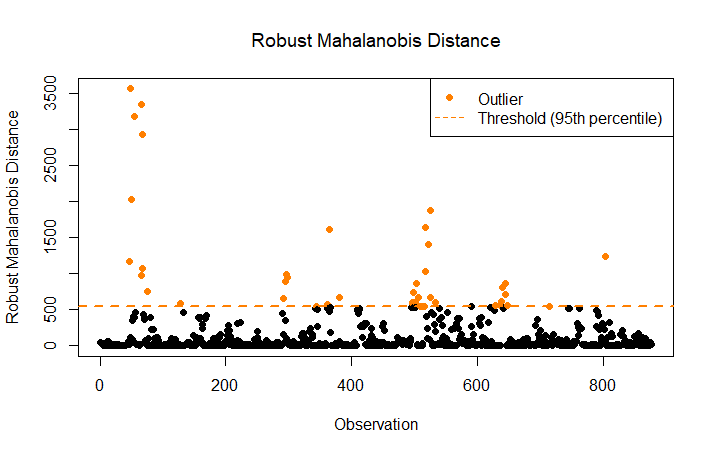 Robust Mahalanobis Distance
Robust Mahalanobis Distance
3500
2500
1500
500
0
Outlier
Threshold (95th percentile)
0
200
400
600
800
Observation